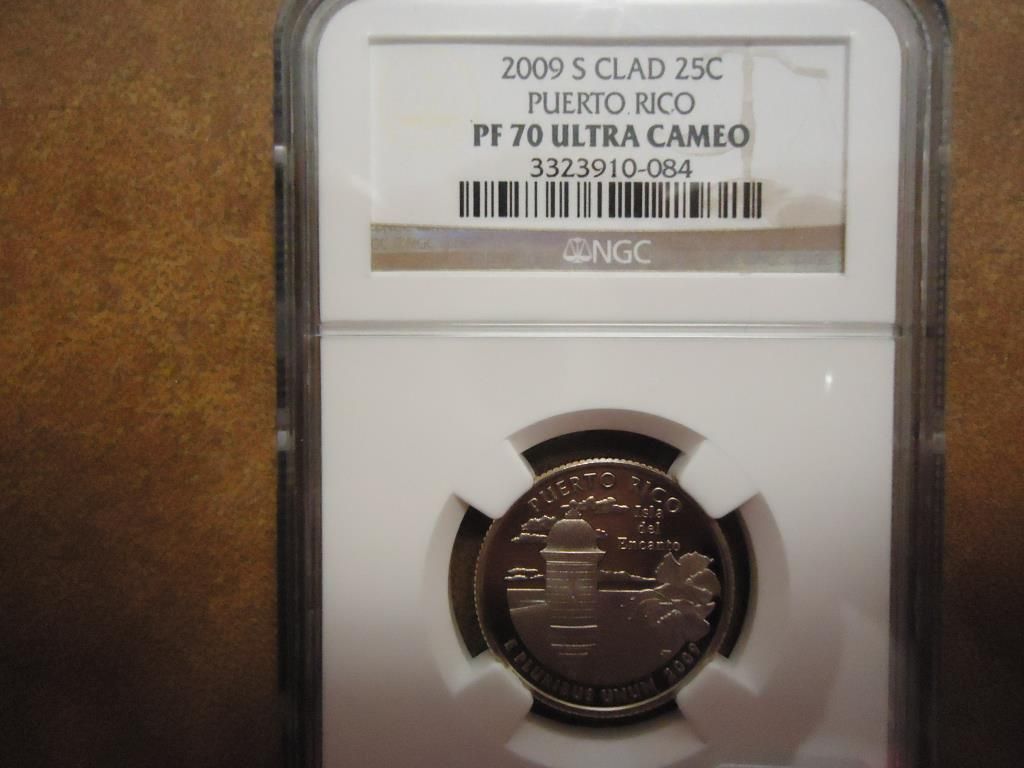 2009 S CLAD 25C
PUERTO RICO
PF 70 ULTRA CAMEO
3323910-084
NGC
PUERTO RICO
Isla
del
Encanto
E PLURIBUS UNUM 2009